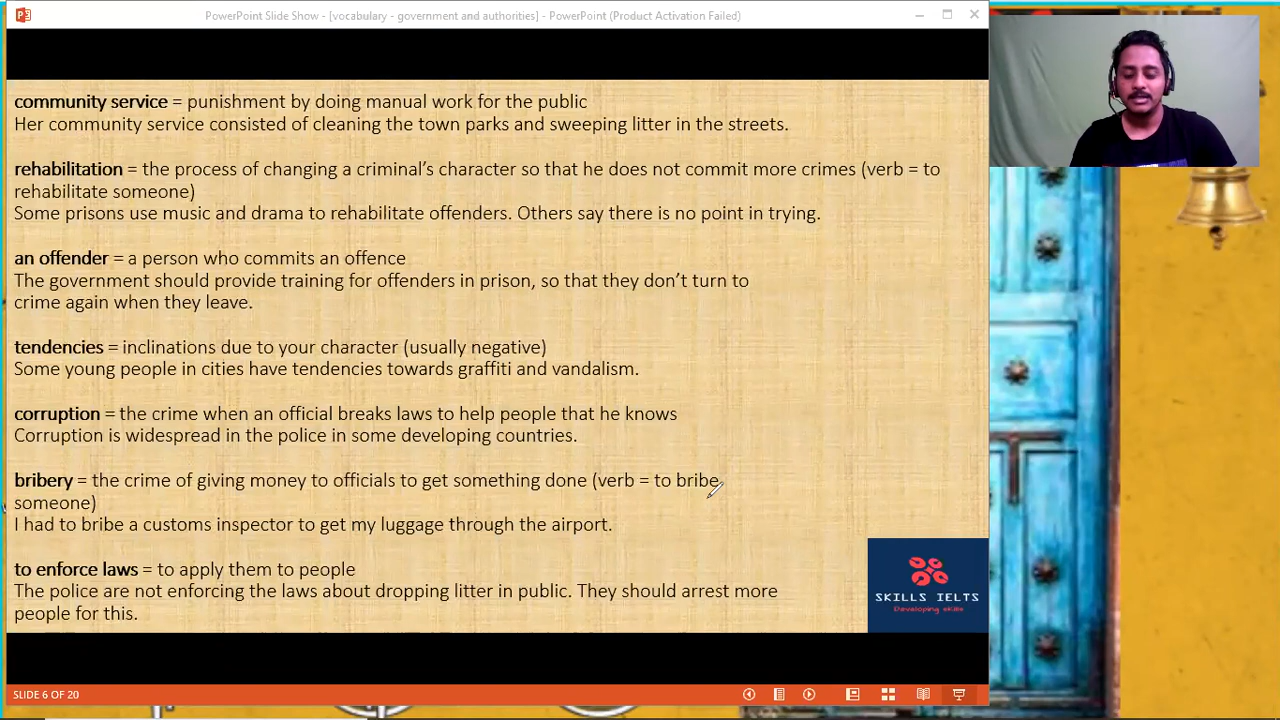 PowerPoint Slide Show - [vocabulary - government and authorities] - PowerPoint (Product Activation Failed)
community service = punishment by doing manual work for the public
Her community service consisted of cleaning the town parks and sweeping litter in the streets.
rehabilitation = the process of changing a criminal’s character so that he does not commit more crimes (verb = to
rehabilitate someone)
Some prisons use music and drama to rehabilitate offenders. Others say there is no point in trying.
an offender = a person who commits an offence
The government should provide training for offenders in prison, so that they don’t turn to
crime again when they leave.
tendencies = inclinations due to your character (usually negative)
Some young people in cities have tendencies towards graffiti and vandalism.
corruption = the crime when an official breaks laws to help people that he knows
Corruption is widespread in the police in some developing countries.
bribery = the crime of giving money to officials to get something done (verb = to bribe
someone)
I had to bribe a customs inspector to get my luggage through the airport.
to enforce laws = to apply them to people
The police are not enforcing the laws about dropping litter in public. They should arrest more
people for this.
SKILLS IELTS
Developing skills
SLIDE 6 OF 20